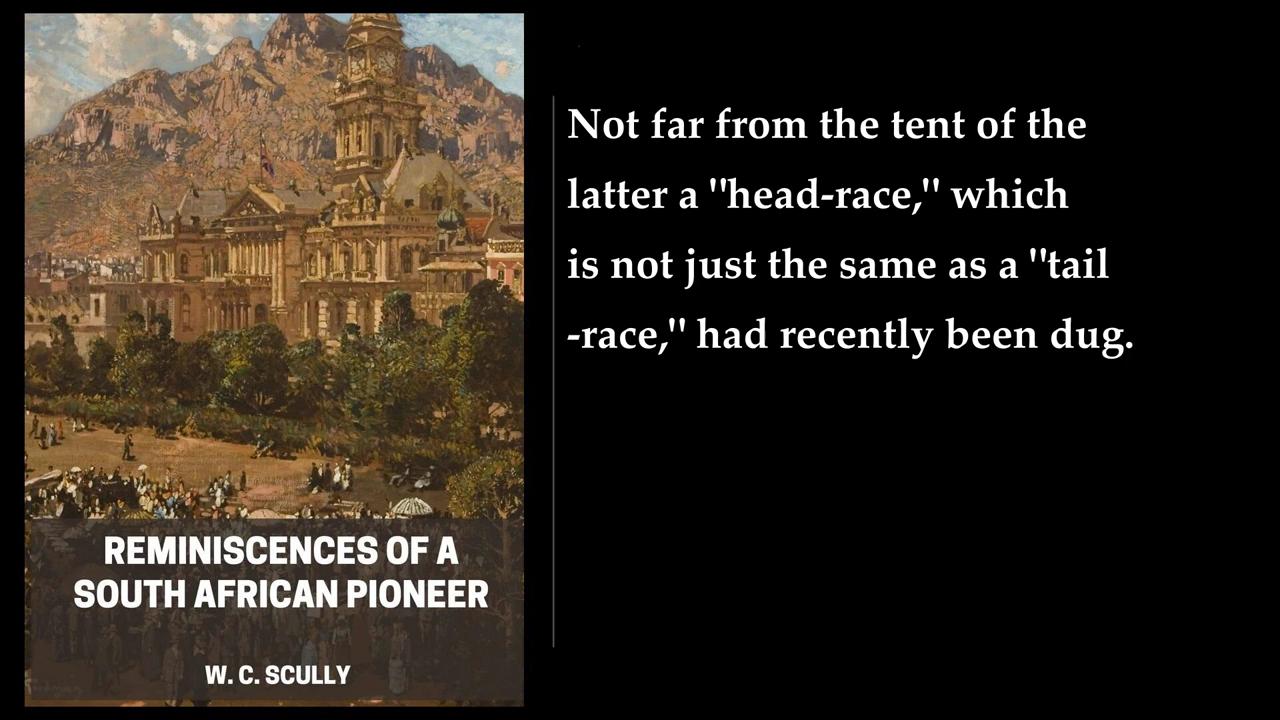 Not far from the tent of the
latter a "head-race," which
is not just the same as a "tail
-race," had recently been dug.
REMINISCENCES OF A
SOUTH AFRICAN PIONEER
W. C. SCULLY